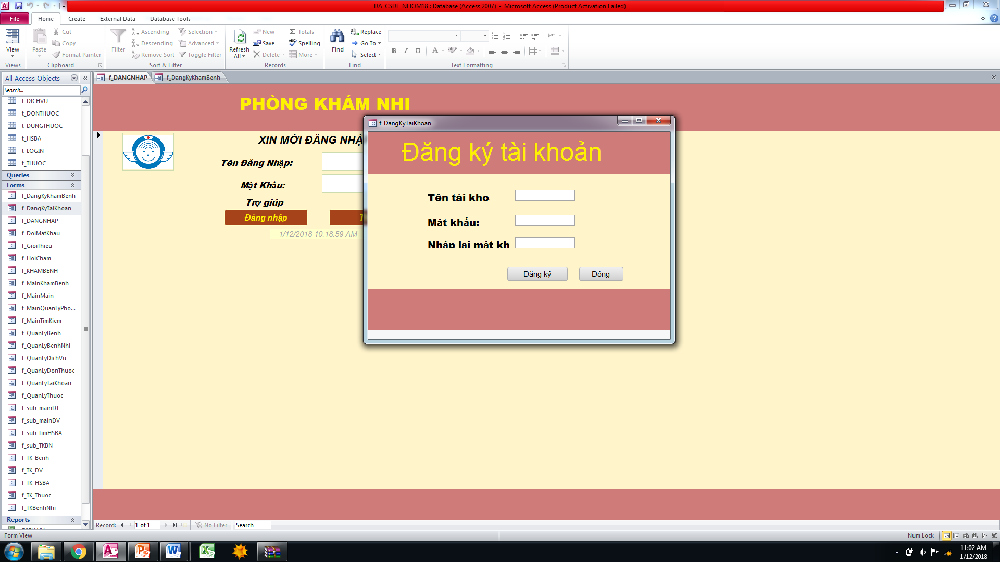 DA_CSDL_NHOM18 : Database (Access 2007) - Microsoft Access (Product Activation Failed)
File Home Create External Data Database Tools
View
Views
Paste
Cut
Copy
Format Painter
Clipboard
Filter
Ascending
Descending
Remove Sort
Selection
Advanced
Toggle Filter
Sort & Filter
Refresh
All
New
Save
Delete
Totals
Spelling
More
Records
Find
Replace
Go To
Select
Find
B I U A
Text Formatting
All Access Objects
Search...
t_DICHVU
t_DONTHUOC
t_DUNGTHUOC
t_HSBA
t_LOGIN
t_THUOC
Queries
Forms
f_DangKyKhamBenh
f_DangKyTaiKhoan
f_DANGNHAP
f_DoiMatKhau
f_GioiThieu
f_HoiCham
f_KHAMBENH
f_MainKhamBenh
f_MainMain
f_MainQuanLyPho...
f_MainTimKiem
f_QuanLyBenh
f_QuanLyBenhNhi
f_QuanLyDichVu
f_QuanLyDonThuoc
f_QuanLyTaiKhoan
f_QuanLyThuoc
f_sub_mainDT
f_sub_mainDV
f_sub_timHSBA
f_sub_TKBN
f_TK_Benh
f_TK_DV
f_TK_HSBA
f_TK_Thuoc
f_TKBenhNhi
Reports
f_DANGNHAP f_DangKyKhamBenh
PHÒNG KHÁM NHI
XIN MỜI ĐĂNG NHẬ
Tên Đăng Nhập:
Mật Khẩu:
Trợ giúp
Đăng nhập
T
1/12/2018 10:18:59 AM
f_DangKyTaiKhoan
Đăng ký tài khoản
Tên tài kho
Mật khẩu:
Nhập lại mật kh
Đăng ký Đóng
Record: 1 of 1 No Filter Search
Form View
Num Lock
11:02 AM
1/12/2018